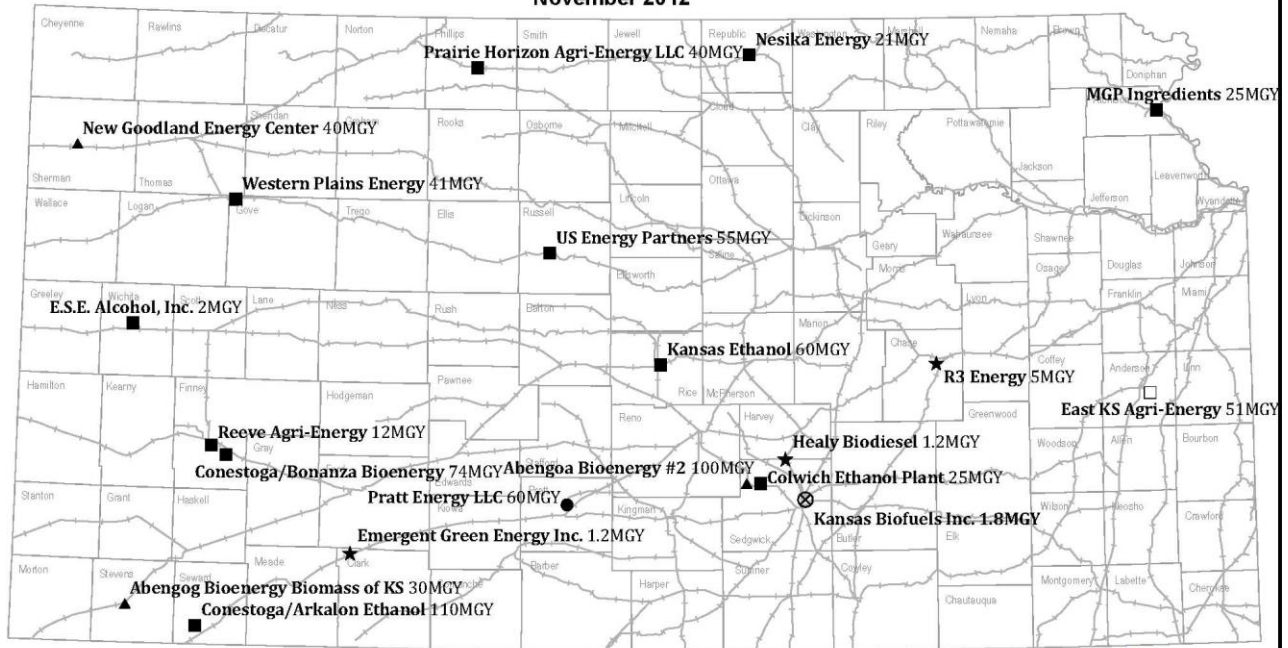 November 2012
Cheyenne
Rawlins
Decatur
Norton
Phillips
Smith
Jewell
Republic
Washington
Marshall
Nemaha
Brown
Doniphan
Prairie Horizon Agri-Energy LLC 40MGY
Nesika Energy 21MGY
MGP Ingredients 25MGY
New Goodland Energy Center 40MGY
Sheridan
Graham
Rooks
Osborne
Mitchell
Cloud
Clay
Riley
Pottawatomie
Jackson
Sherman
Thomas
Western Plains Energy 41MGY
Ottawa
Jefferson
Leavenworth
Wyandotte
Wallace
Logan
Gove
Trego
Ellis
Russell
Lincoln
Dickinson
Geary
Wabaunsee
Shawnee
US Energy Partners 55MGY
Saline
Ellsworth
Morris
Osage
Douglas
Johnson
Greeley
Wichita
Scott
Lane
Ness
Rush
Barton
Lyon
Franklin
Miami
E.S.E. Alcohol, Inc. 2MGY
Marion
Chase
Coffey
Anderson
Linn
Kansas Ethanol 60MGY
R3 Energy 5MGY
Hamilton
Kearny
Finney
Hodgeman
Pawnee
Rice
McPherson
East KS Agri-Energy 51MGY
Reno
Harvey
Greenwood
Reeve Agri-Energy 12MGY
Gray
Healy Biodiesel 1.2MGY
Woodson
Allen
Bourbon
Conestoga/Bonanza Bioenergy 74MGY
Stafford
Abengoa Bioenergy #2 100MGY
Colwich Ethanol Plant 25MGY
Stanton
Grant
Haskell
Edwards
Pratt
Pratt Energy LLC 60MGY
Kiowa
Kingman
Kansas Biofuels Inc. 1.8MGY
Wilson
Neosho
Crawford
Emergent Green Energy Inc. 1.2MGY
Sedgwick
Butler
Elk
Morton
Stevens
Seward
Meade
Clark
Comanche
Barber
Harper
Sumner
Cowley
Chautauqua
Montgomery
Labette
Cherokee
Abengog Bioenergy Biomass of KS 30MGY
Conestoga/Arkalon Ethanol 110MGY